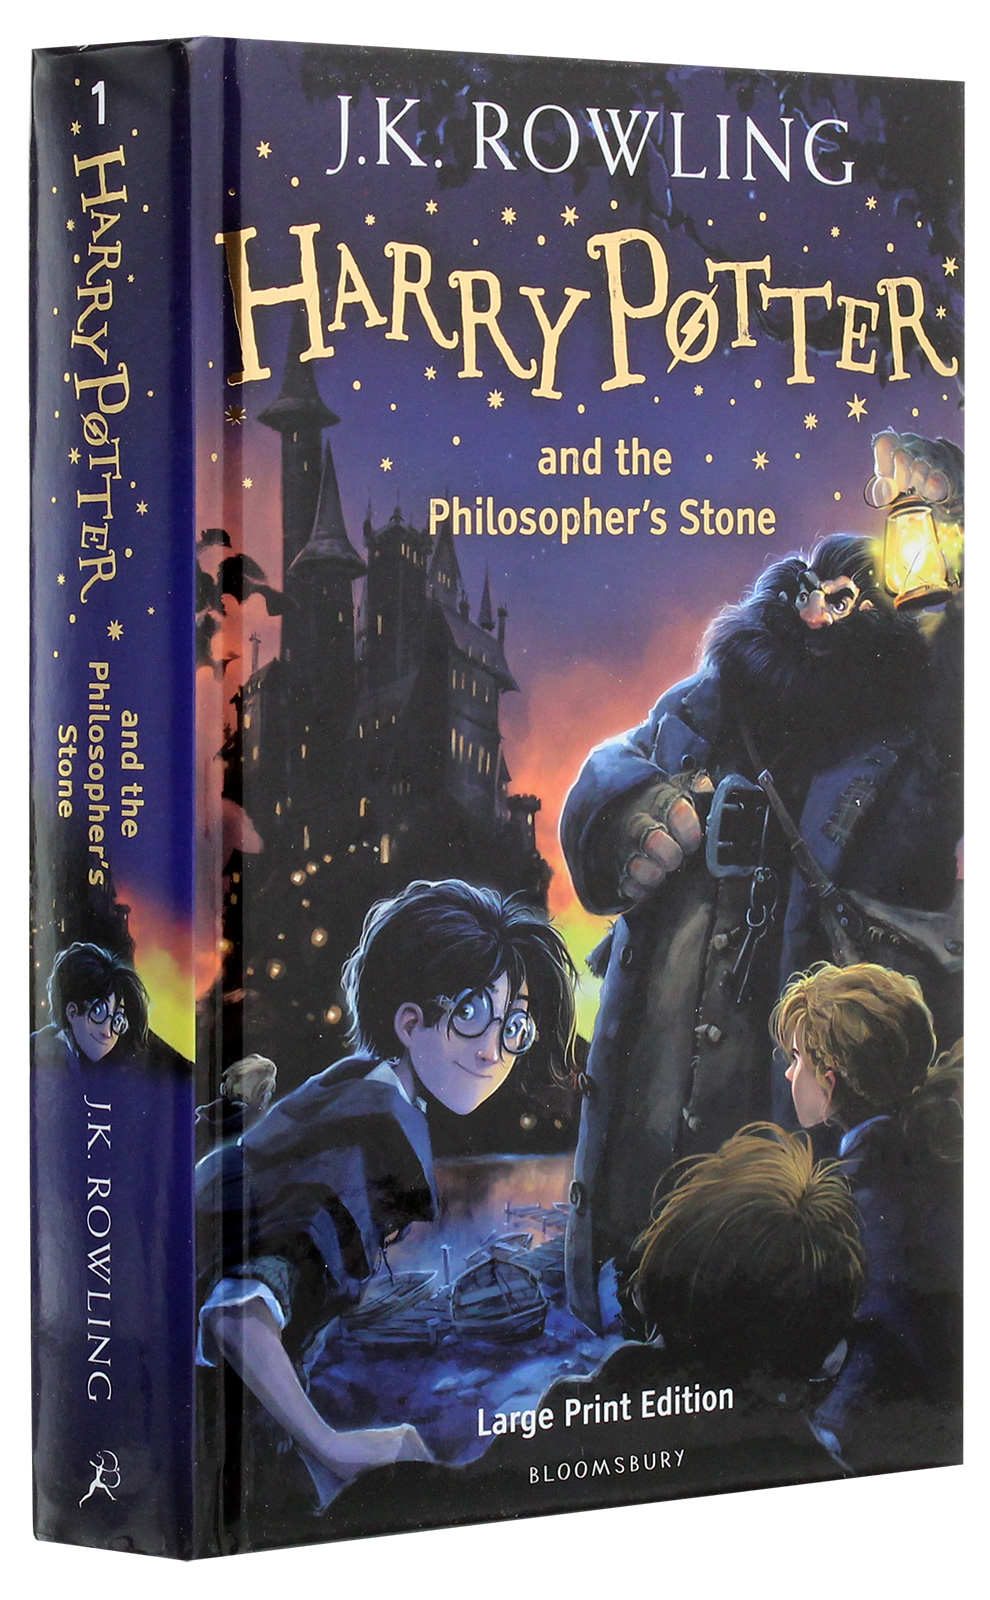 1
HARRY POTTER
and the
Philosopher's
Stone
J.K. ROWLING
J.K. ROWLING
HARRY POTTER
and the
Philosopher's Stone
Large Print Edition
BLOOMSBURY